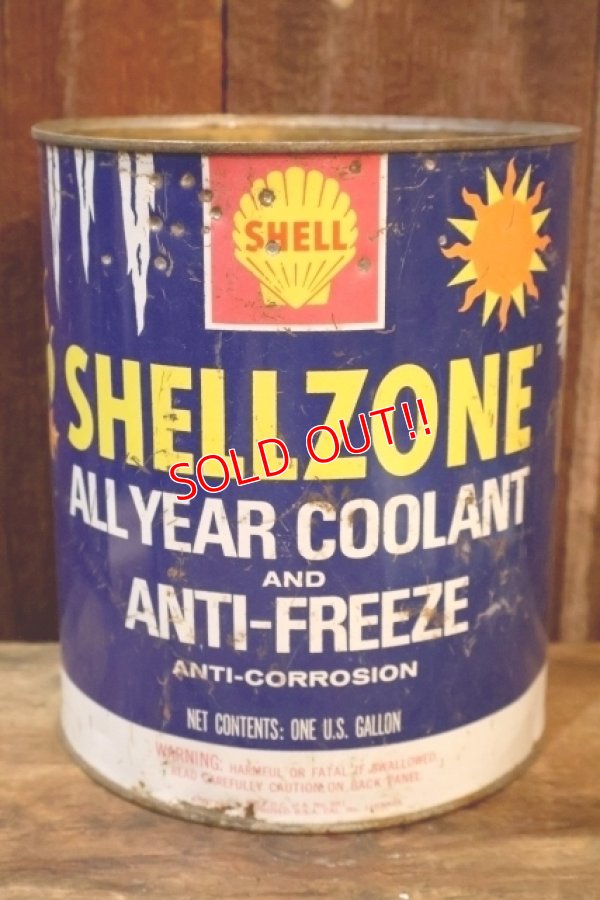 SHELL
SHELLZONE
SOLD OUT!!
ALL YEAR COOLANT
AND
ANTI-FREEZE
ANTI-CORROSION
NET CONTENTS: ONE U.S. GALLON
WARNING: HARMFUL OR FATAL IF SWALLOWED.
READ CAREFULLY CAUTION ON BACK PANEL